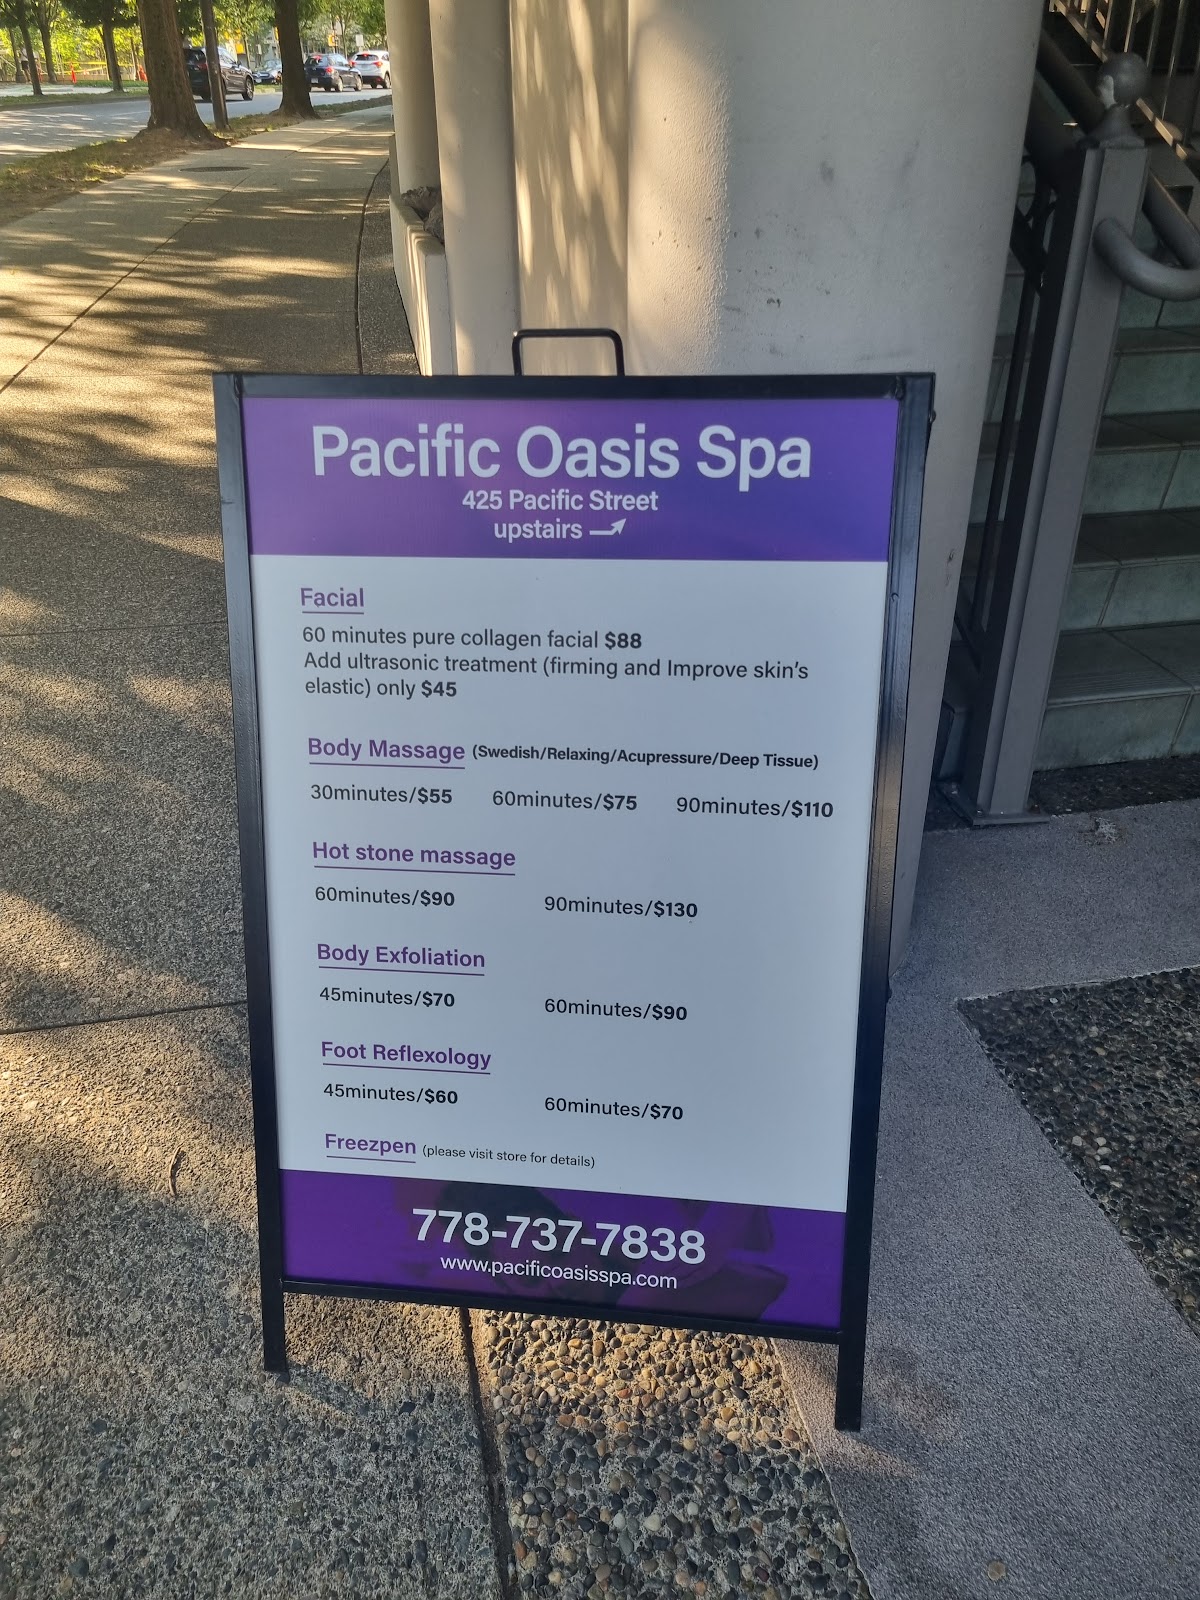 Pacific Oasis Spa
425 Pacific Street
upstairs
Facial
60 minutes pure collagen facial $88
Add ultrasonic treatment (firming and Improve skin's
elastic) only $45
Body Massage (Swedish/Relaxing/Acupressure/Deep Tissue)
30minutes/$55 60minutes/$75 90minutes/$110
Hot stone massage
60minutes/$90 90minutes/$130
Body Exfoliation
45minutes/$70 60minutes/$90
Foot Reflexology
45minutes/$60 60minutes/$70
Freezpen (please visit store for details)
778-737-7838
www.pacificoasisspa.com